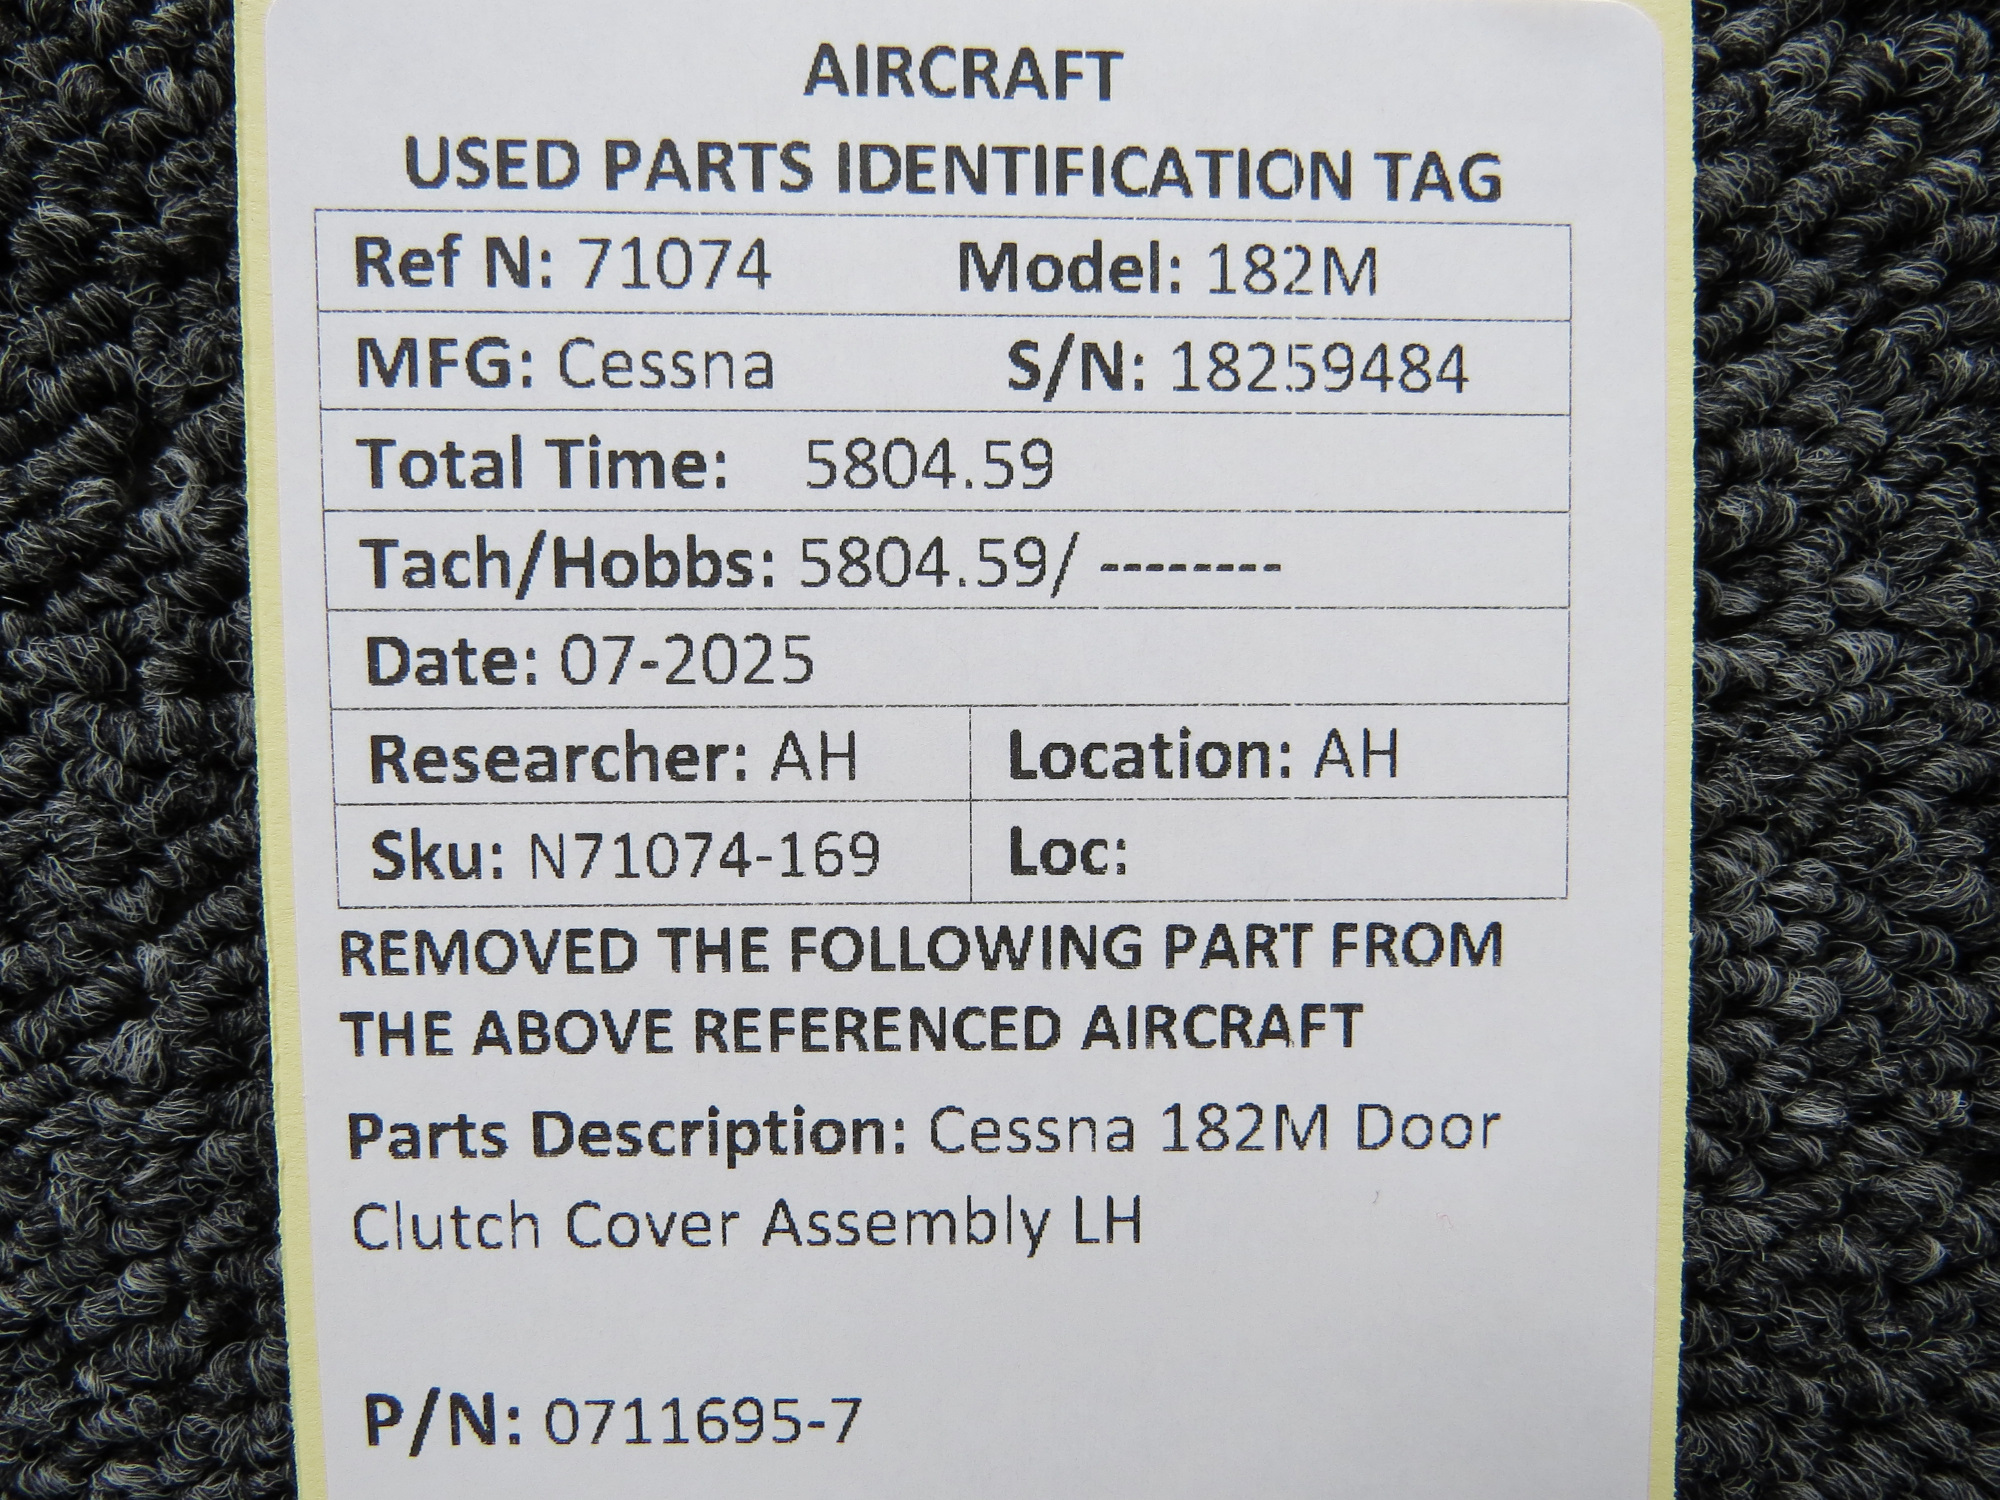 AIRCRAFT
USED PARTS IDENTIFICATION TAG
Ref N: 71074 Model: 182M
MFG: Cessna S/N: 18259484
Total Time: 5804.59
Tach/Hobbs: 5804.59/ --------
Date: 07-2025
Researcher: AH Location: AH
Sku: N71074-169 Loc:
REMOVED THE FOLLOWING PART FROM
THE ABOVE REFERENCED AIRCRAFT
Parts Description: Cessna 182M Door
Clutch Cover Assembly LH
P/N: 0711695-7